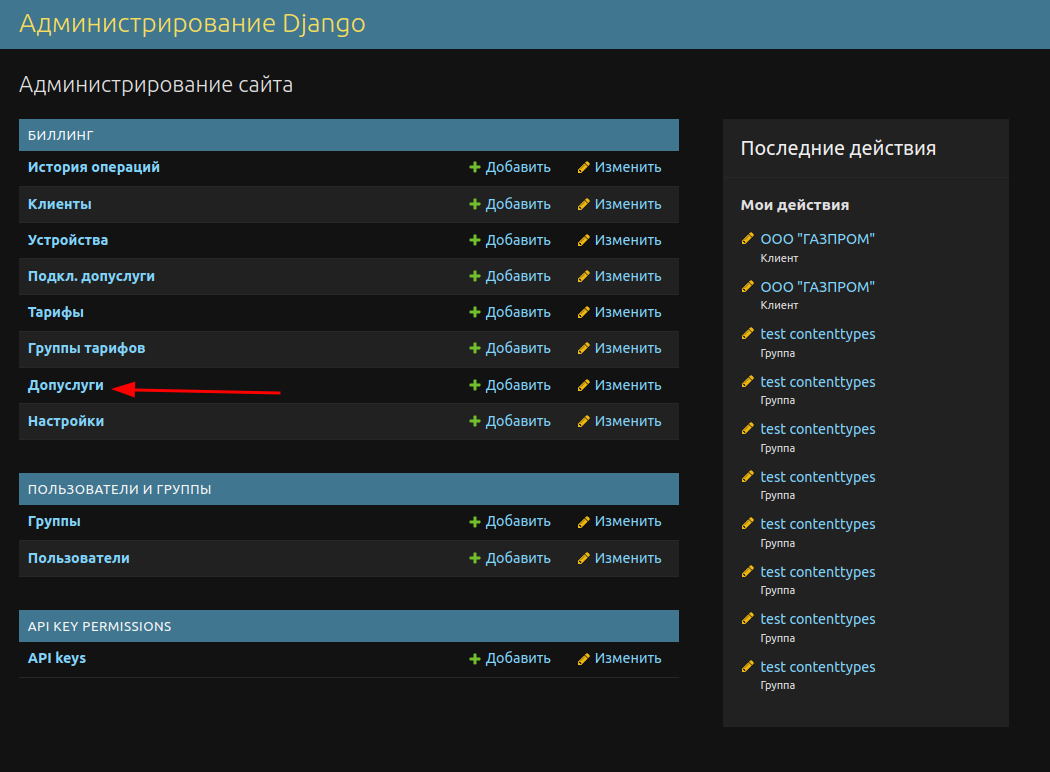 Администрирование Django
Администрирование сайта
БИЛЛИНГ
История операций Добавить Изменить
Клиенты Добавить Изменить
Устройства Добавить Изменить
Подкл. допуслуги Добавить Изменить
Тарифы Добавить Изменить
Группы тарифов Добавить Изменить
Допуслуги Добавить Изменить
Настройки Добавить Изменить
ПОЛЬЗОВАТЕЛИ И ГРУППЫ
Группы Добавить Изменить
Пользователи Добавить Изменить
API KEY PERMISSIONS
API keys Добавить Изменить
Последние действия
Мои действия
ООО "ГАЗПРОМ"
Клиент
ООО "ГАЗПРОМ"
Клиент
test contenttypes
Группа
test contenttypes
Группа
test contenttypes
Группа
test contenttypes
Группа
test contenttypes
Группа
test contenttypes
Группа
test contenttypes
Группа
test contenttypes
Группа